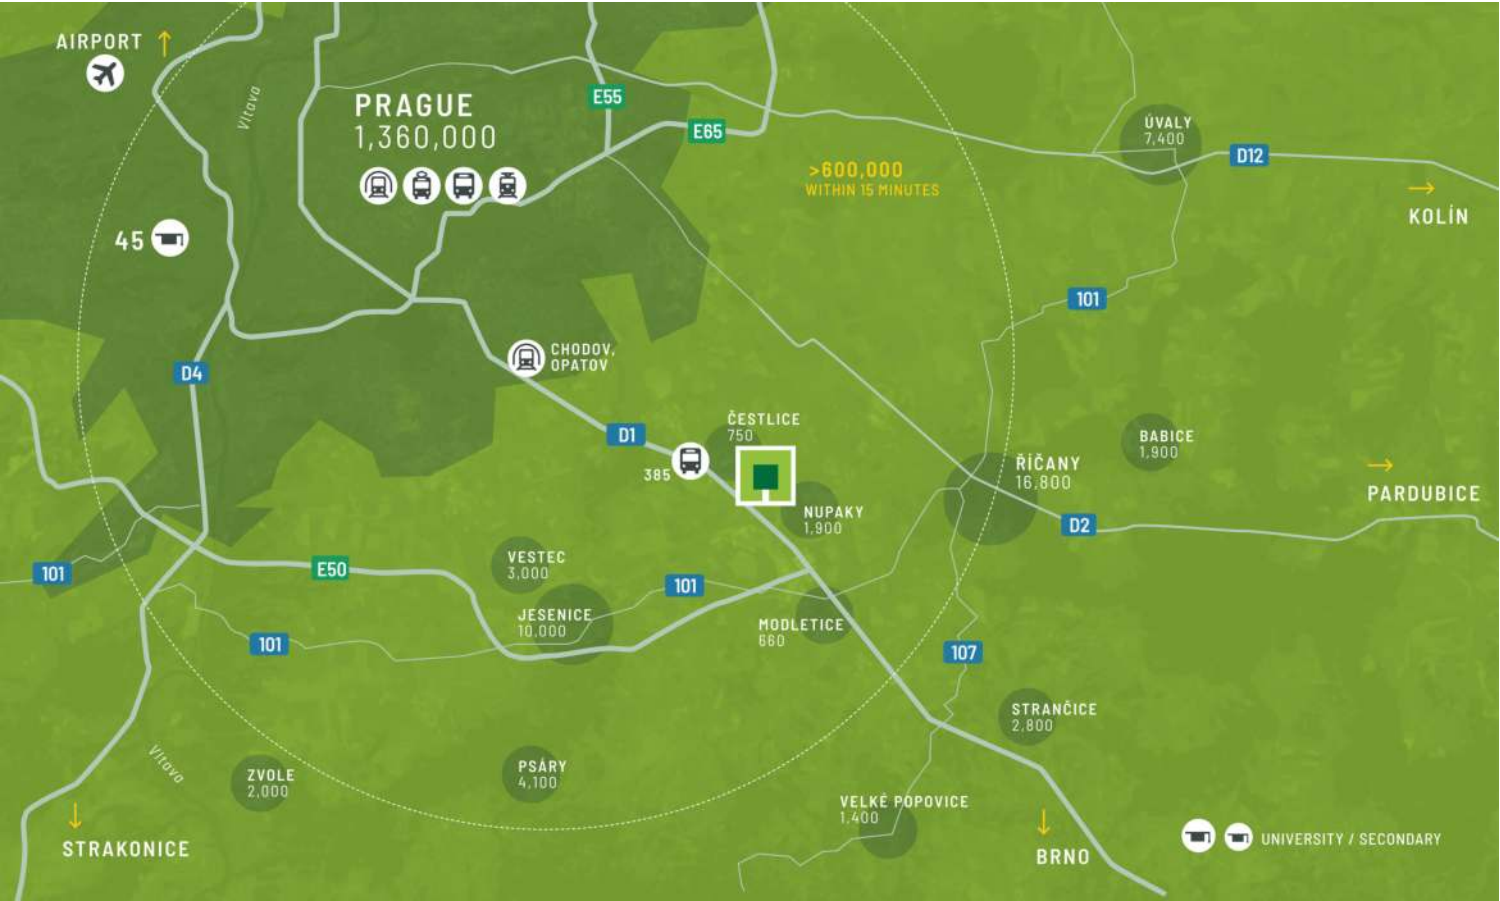 AIRPORT
Vltava
PRAGUE
1,360,000
E55
E65
ÚVALY
7,400
D12
>600,000
WITHIN 15 MINUTES
KOLÍN
45
101
CHODOV,
OPATOV
D4
ČESTLICE
750
D1
385
BABICE
1,900
ŘÍČANY
16,800
PARDUBICE
NUPAKY
1,900
D2
VESTEC
3,000
E50
101
101
JESENICE
10.000
MODLETICE
660
101
107
STRANČICE
2,800
Vltava
ZVOLE
2,000
PSÁRY
4,100
VELKÉ POPOVICE
1,400
STRAKONICE
BRNO
UNIVERSITY / SECONDARY